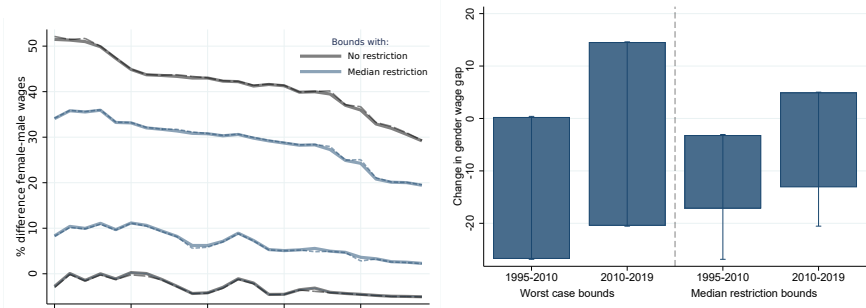 % difference female-male wages
50
40
30
20
10
0
Bounds with:
No restriction
Median restriction
Change in gender wage gap
20
10
0
-10
-20
1995-2010 2010-2019 1995-2010 2010-2019
Worst case bounds Median restriction bounds